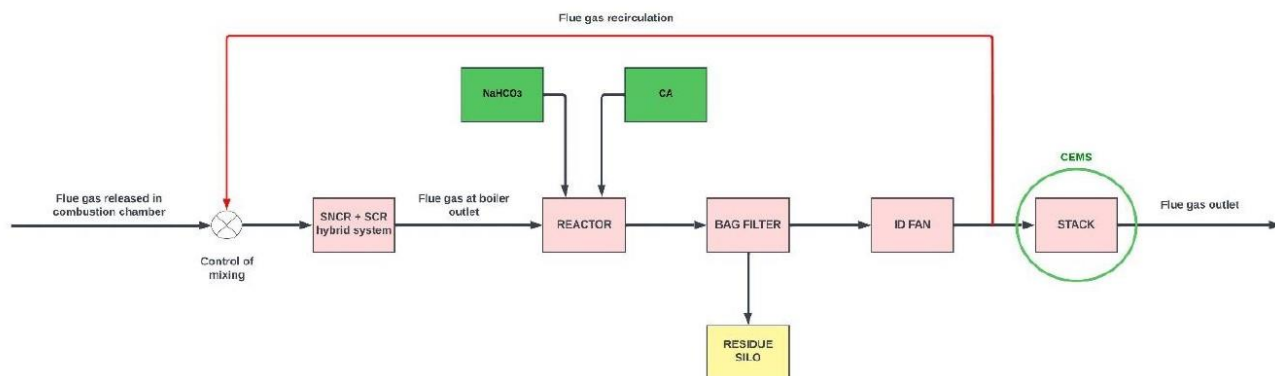 Flue gas recirculation
NaHCO3
CA
CEMS
Flue gas released in
combustion chamber
SNCR + SCR
hybrid system
Flue gas at boiler
outlet
REACTOR
BAG FILTER
ID FAN
STACK
Flue gas outlet
Control of
mixing
RESIDUE
SILO